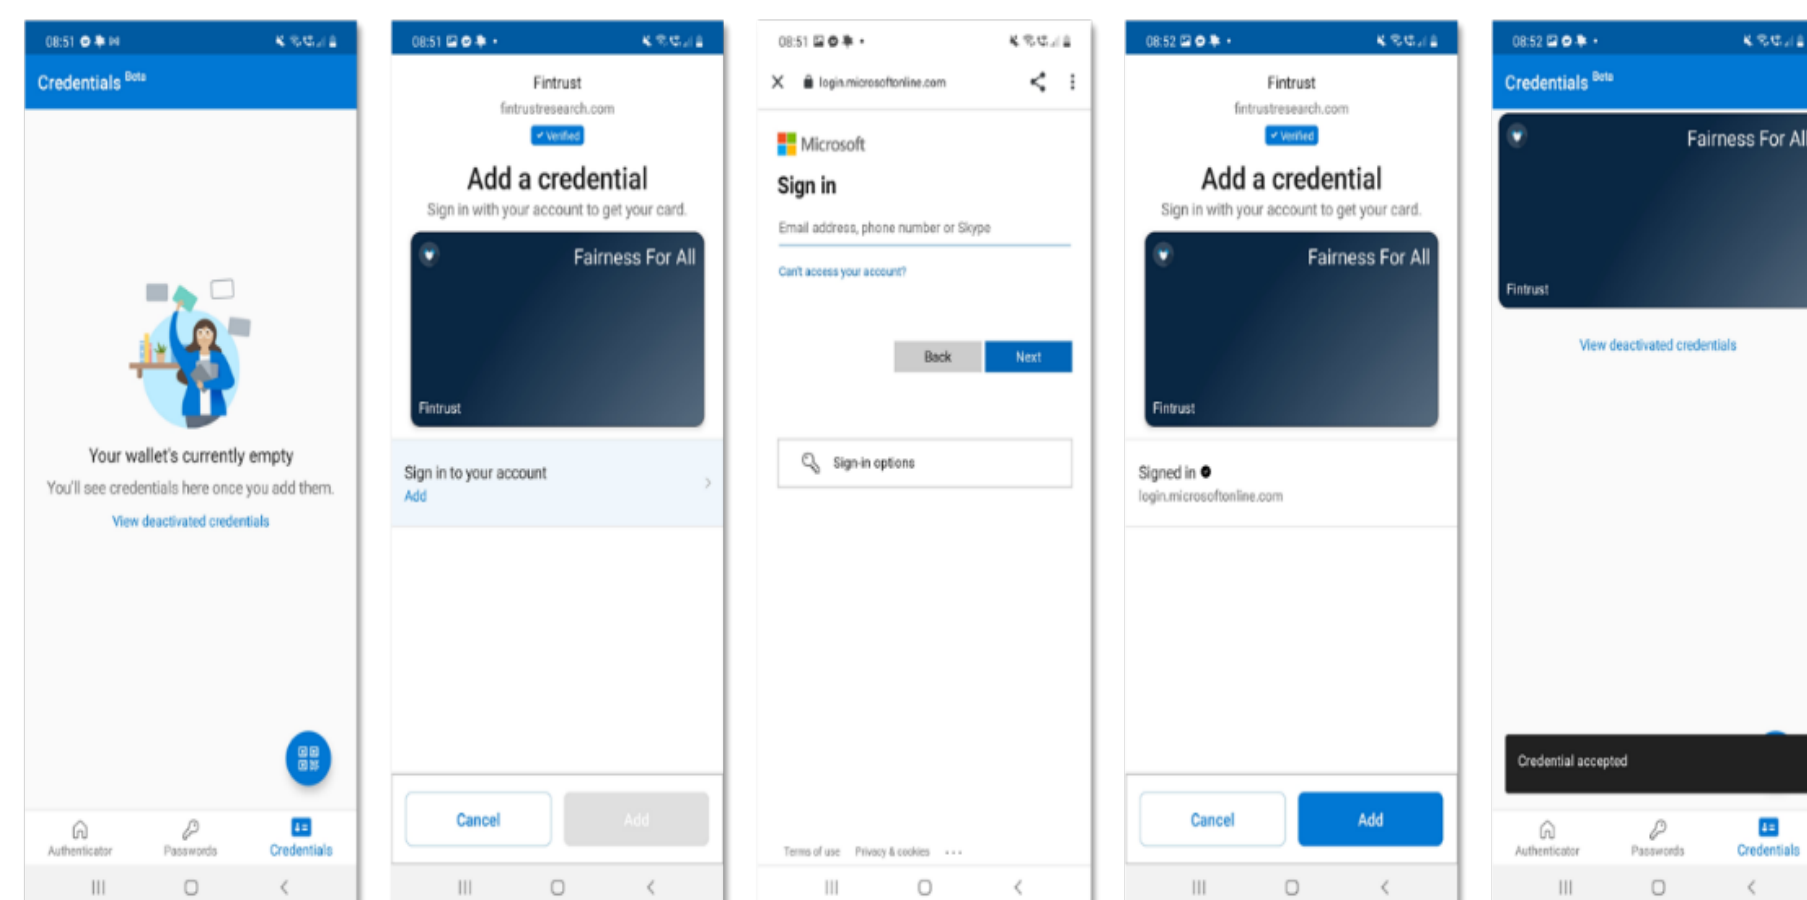 08:51
Credentials Beta
Your wallet's currently empty
You'll see credentials here once you add them.
View deactivated credentials
Authenticator
Passwords
Credentials
08:51
Fintrust
fintrustresearch.com
Verified
Add a credential
Sign in with your account to get your card.
Fairness For All
Fintrust
Sign in to your account
Add
Cancel
Add
08:51
login.microsoftonline.com
Microsoft
Sign in
Email address, phone number or Skype
Can't access your account?
Back
Next
Sign-in options
Terms of use
Privacy & cookies
08:52
Fintrust
fintrustresearch.com
Verified
Add a credential
Sign in with your account to get your card.
Fairness For All
Fintrust
Signed in
login.microsoftonline.com
Cancel
Add
08:52
Credentials Beta
Fairness For All
Fintrust
View deactivated credentials
Credential accepted
Authenticator
Passwords
Credentials